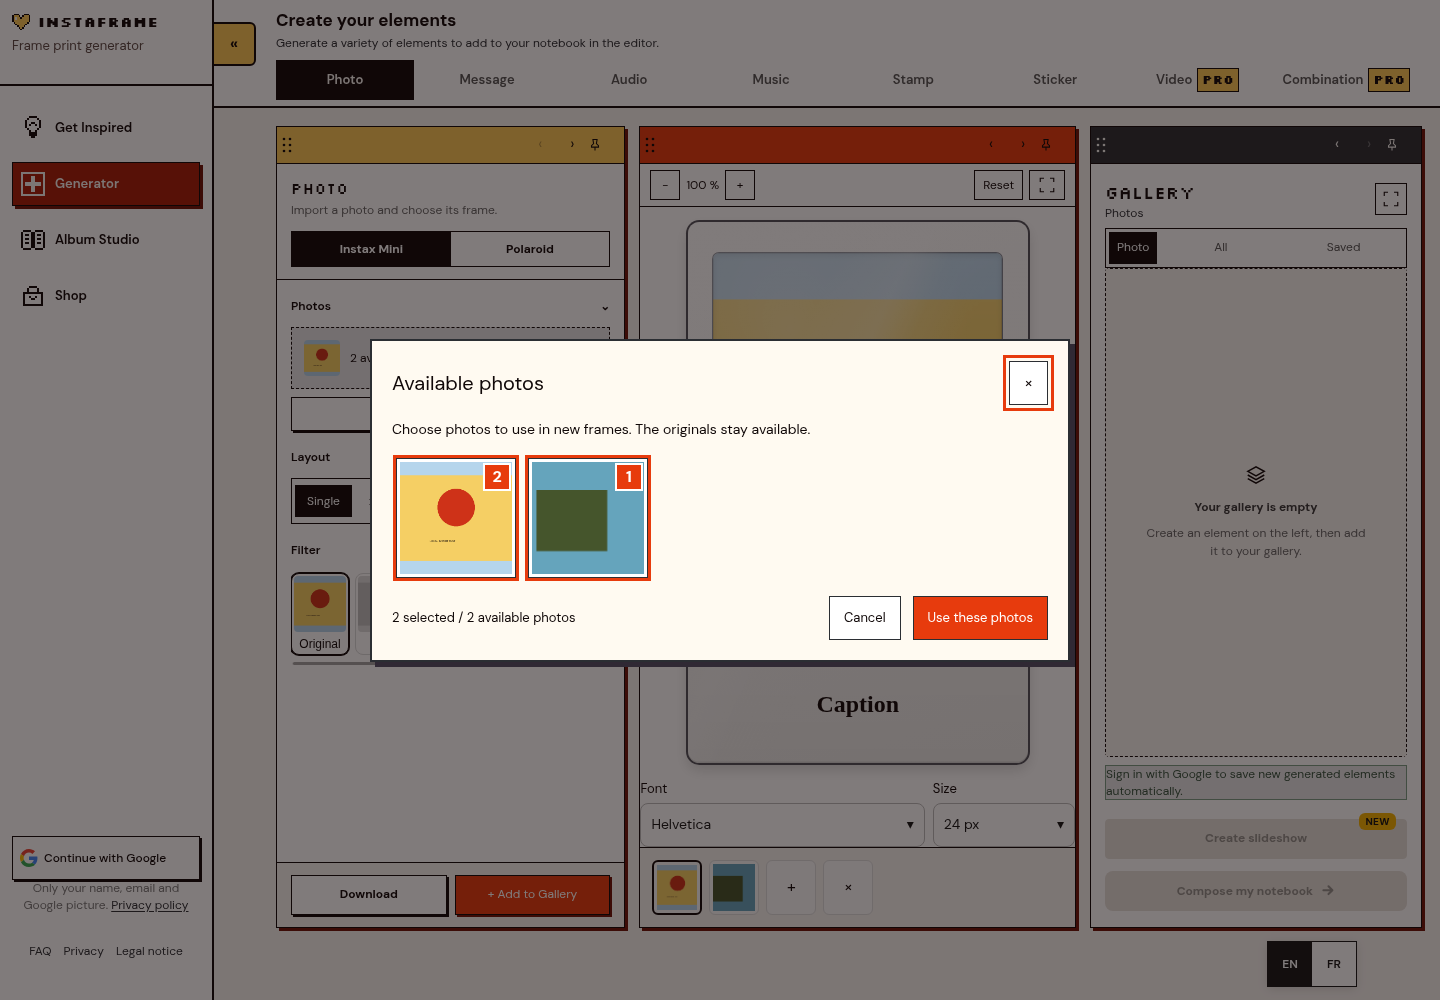 INSTAFRAME
Frame print generator
Get Inspired
Generator
Album Studio
Shop
Continue with Google
Only your name, email and
Google picture. Privacy policy
FAQ Privacy Legal notice
«
Create your elements
Generate a variety of elements to add to your notebook in the editor.
Photo Message Audio Music Stamp Sticker Video PRO Combination PRO
PHOTO
Import a photo and choose its frame.
Instax Mini Polaroid
Photos
2 av
Layout
Single
Filter
Original
Download + Add to Gallery
− 100 % + Reset
Available photos
×
Choose photos to use in new frames. The originals stay available.
2 1
2 selected / 2 available photos
Cancel Use these photos
Caption
Font Size
Helvetica 24 px
+ ×
GALLERY
Photos
Photo All Saved
Your gallery is empty
Create an element on the left, then add
it to your gallery.
Sign in with Google to save new generated elements
automatically.
NEW
Create slideshow
Compose my notebook →
EN FR